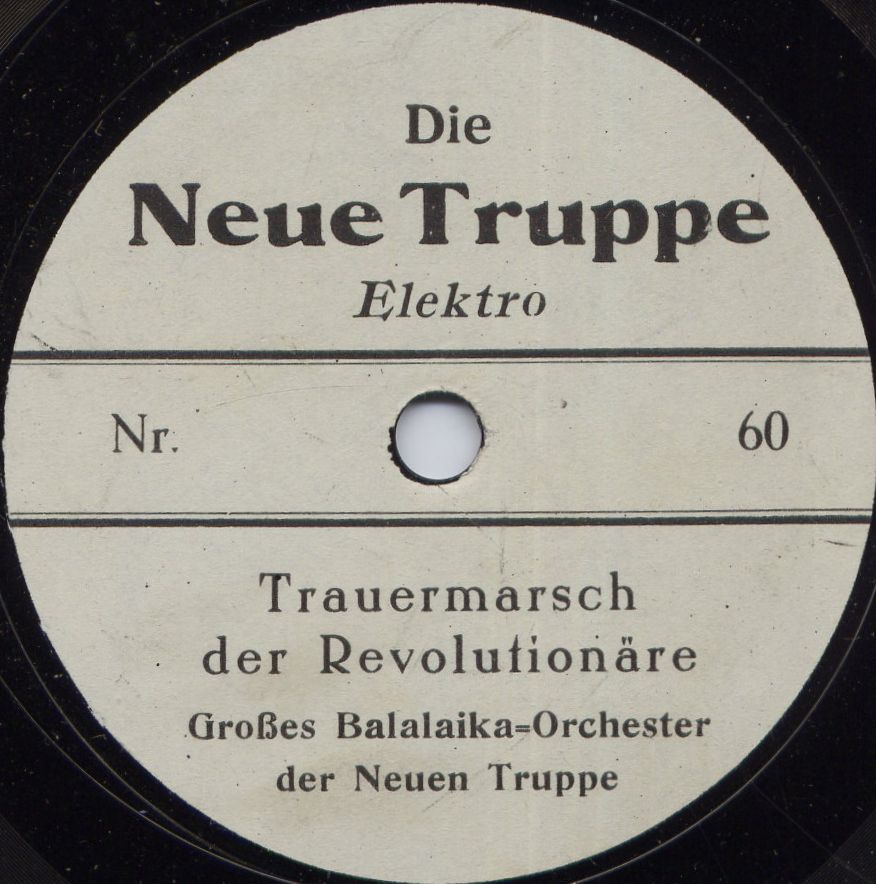 Die
Neue Truppe
Elektro
Nr. 60
Trauermarsch
der Revolutionäre
Großes Balalaika=Orchester
der Neuen Truppe